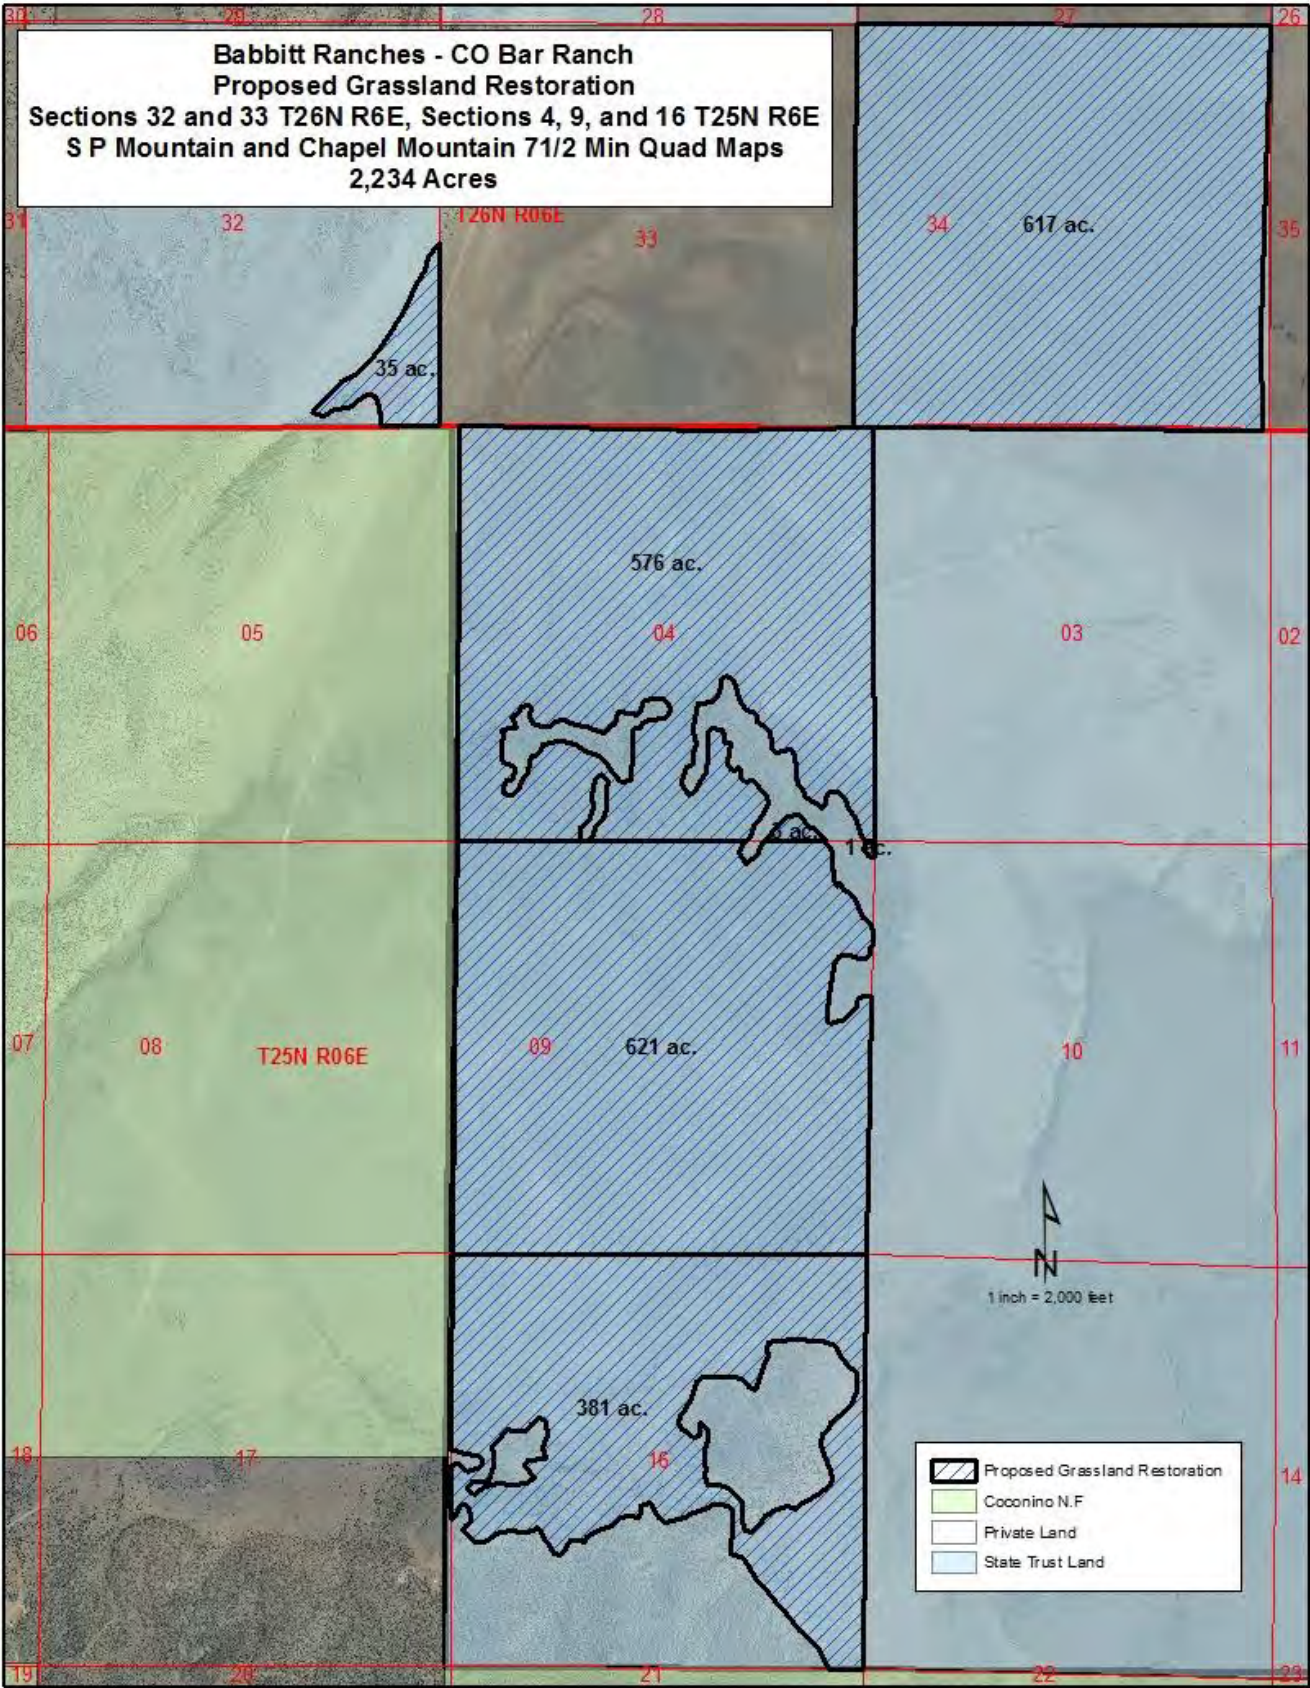 30
29
28
27
26
Babbitt Ranches - CO Bar Ranch
Proposed Grassland Restoration
Sections 32 and 33 T26N R6E, Sections 4, 9, and 16 T25N R6E
S P Mountain and Chapel Mountain 71/2 Min Quad Maps
2,234 Acres
31
32
T26N R06E
33
34
617 ac.
35
35 ac.
576 ac.
06
05
04
03
02
3 ac.
1 ac.
07
08
T25N R06E
09
621 ac.
10
11
N
1 inch = 2,000 feet
381 ac.
18
17
16
14
Proposed Grassland Restoration
Coconino N.F
Private Land
State Trust Land
19
20
21
22
23